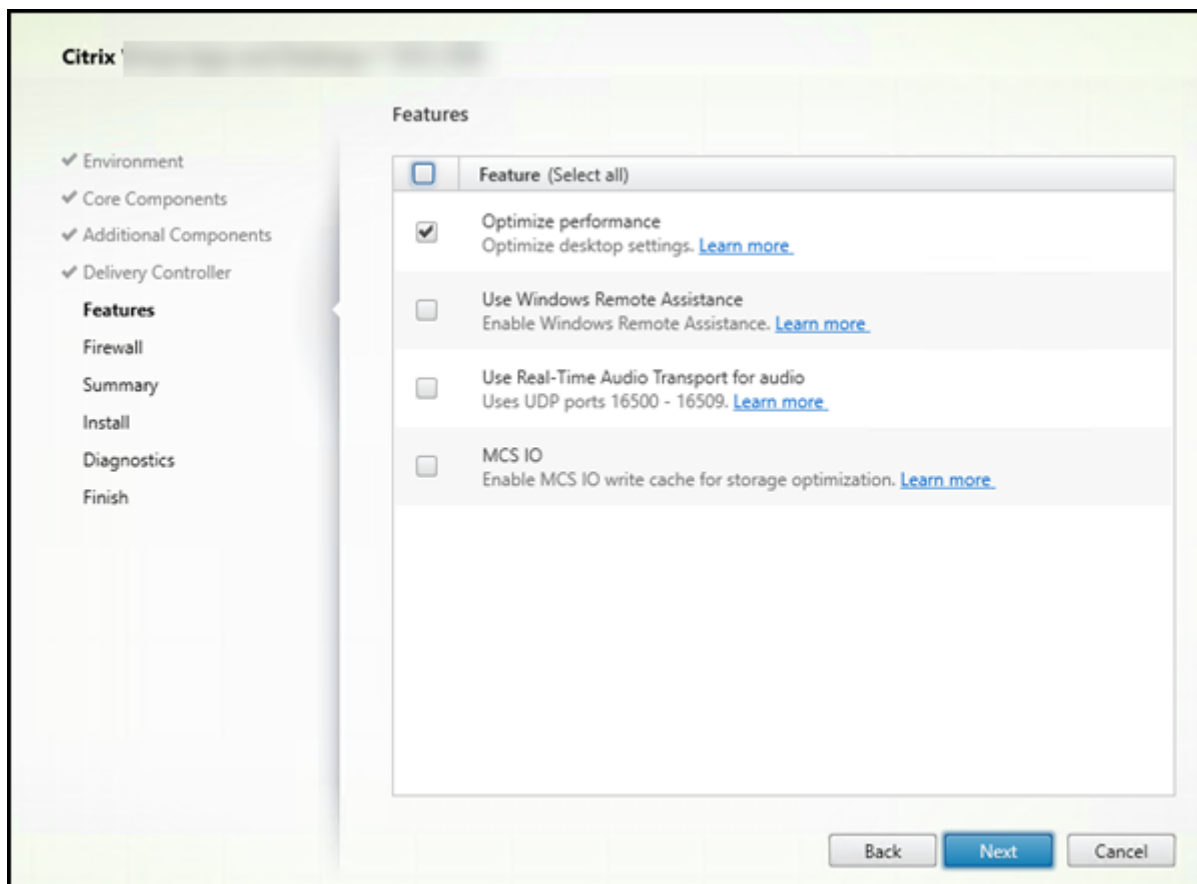 Citrix
Features
Environment
Core Components
Additional Components
Delivery Controller
Features
Firewall
Summary
Install
Diagnostics
Finish
Feature (Select all)
Optimize performance
Optimize desktop settings. Learn more
Use Windows Remote Assistance
Enable Windows Remote Assistance. Learn more
Use Real-Time Audio Transport for audio
Uses UDP ports 16500 - 16509. Learn more
MCS IO
Enable MCS IO write cache for storage optimization. Learn more
Back
Next
Cancel